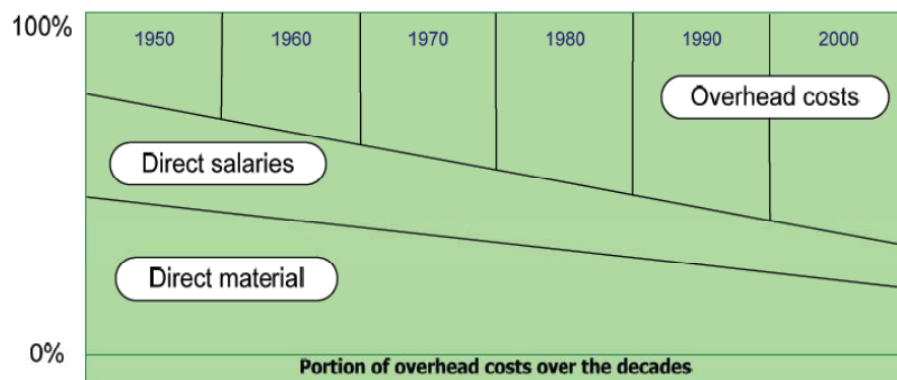 100%
1950 1960 1970 1980 1990 2000
Overhead costs
Direct salaries
Direct material
0%
Portion of overhead costs over the decades